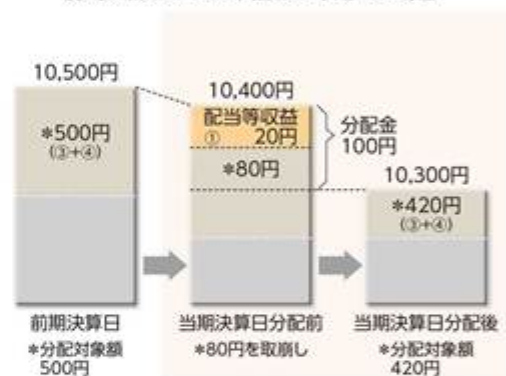 10,500円
*500円
(③+④)
前期決算日
*分配対象額
500円
10,400円
配当等収益
① 20円
*80円
分配金
100円
当期決算日分配前
*80円を取崩し
10,300円
*420円
(③+④)
当期決算日分配後
*分配対象額
420円